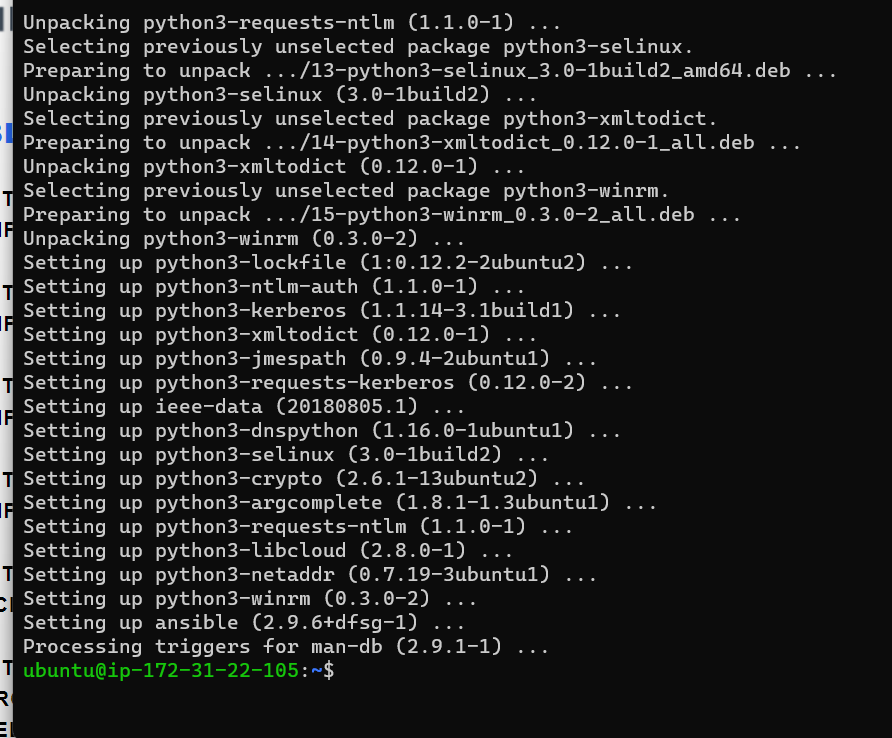 Unpacking python3-requests-ntlm (1.1.0-1) ...
Selecting previously unselected package python3-selinux.
Preparing to unpack .../13-python3-selinux_3.0-1build2_amd64.deb ...
Unpacking python3-selinux (3.0-1build2) ...
Selecting previously unselected package python3-xmltodict.
Preparing to unpack .../14-python3-xmltodict_0.12.0-1_all.deb ...
Unpacking python3-xmltodict (0.12.0-1) ...
Selecting previously unselected package python3-winrm.
Preparing to unpack .../15-python3-winrm_0.3.0-2_all.deb ...
Unpacking python3-winrm (0.3.0-2) ...
Setting up python3-lockfile (1:0.12.2-2ubuntu2) ...
Setting up python3-ntlm-auth (1.1.0-1) ...
Setting up python3-kerberos (1.1.14-3.1build1) ...
Setting up python3-xmltodict (0.12.0-1) ...
Setting up python3-jmespath (0.9.4-2ubuntu1) ...
Setting up python3-requests-kerberos (0.12.0-2) ...
Setting up ieee-data (20180805.1) ...
Setting up python3-dnspython (1.16.0-1ubuntu1) ...
Setting up python3-selinux (3.0-1build2) ...
Setting up python3-crypto (2.6.1-13ubuntu2) ...
Setting up python3-argcomplete (1.8.1-1.3ubuntu1) ...
Setting up python3-requests-ntlm (1.1.0-1) ...
Setting up python3-libcloud (2.8.0-1) ...
Setting up python3-netaddr (0.7.19-3ubuntu1) ...
Setting up python3-winrm (0.3.0-2) ...
Setting up ansible (2.9.6+dfsg-1) ...
Processing triggers for man-db (2.9.1-1) ...
ubuntu@ip-172-31-22-105:~$